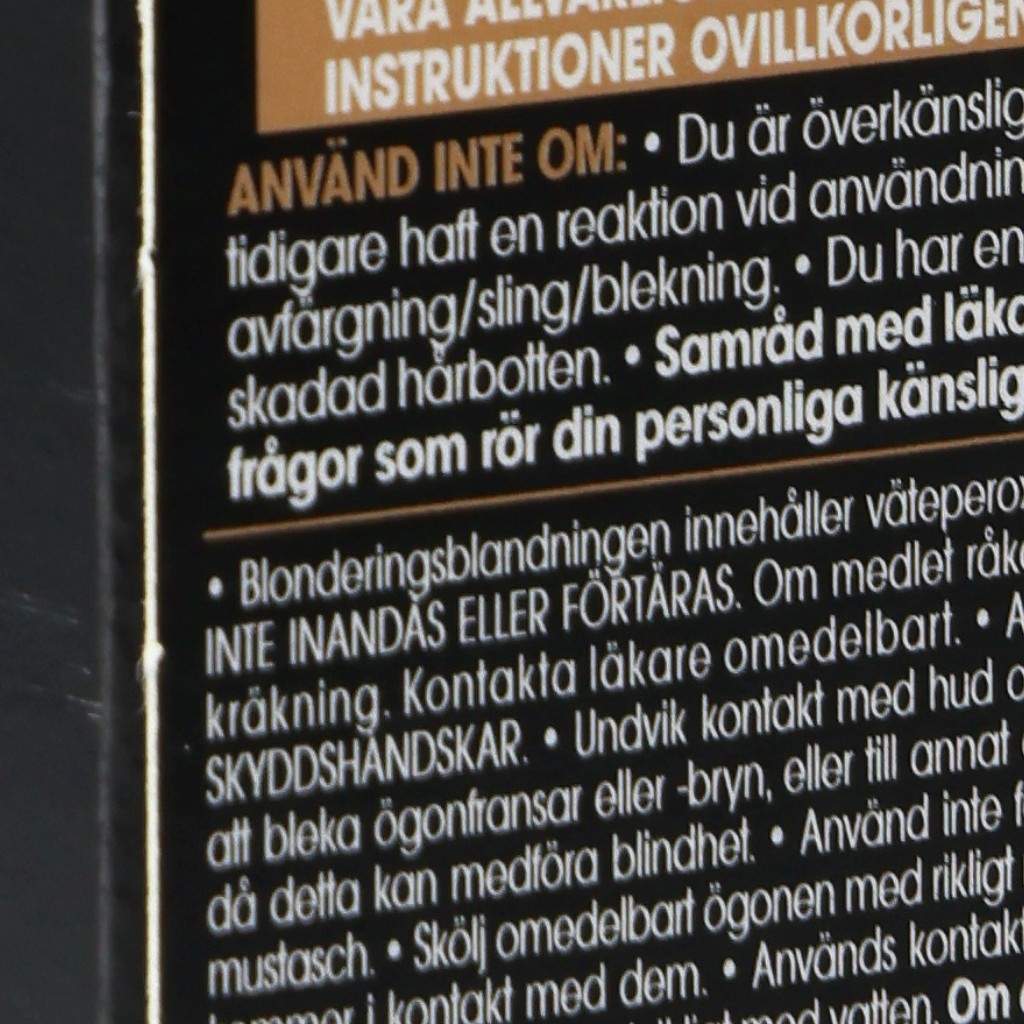 VARA
INSTRUKTIONER OVILLKORLIGEN
ANVÄND INTE OM: • Du är överkänslig
tidigare haft en reaktion vid användnin
avfärgning/sling/blekning. • Du har en
skadad hårbotten. • Samråd med läka
frågor som rör din personliga känslig
• Blonderingsblandningen innehåller väteperox
INTE INANDAS ELLER FÖRTÄRAS. Om medlet råka
kräkning. Kontakta läkare omedelbart. • A
SKYDDSHANDSKAR. • Undvik kontakt med hud o
att bleka ögonfransar eller -bryn, eller till annat
då detta kan medföra blindhet. • Använd inte f
mustasch. • Skölj omedelbart ögonen med rikligt
kommer i kontakt med dem. • Används kontakt
med vatten. Om